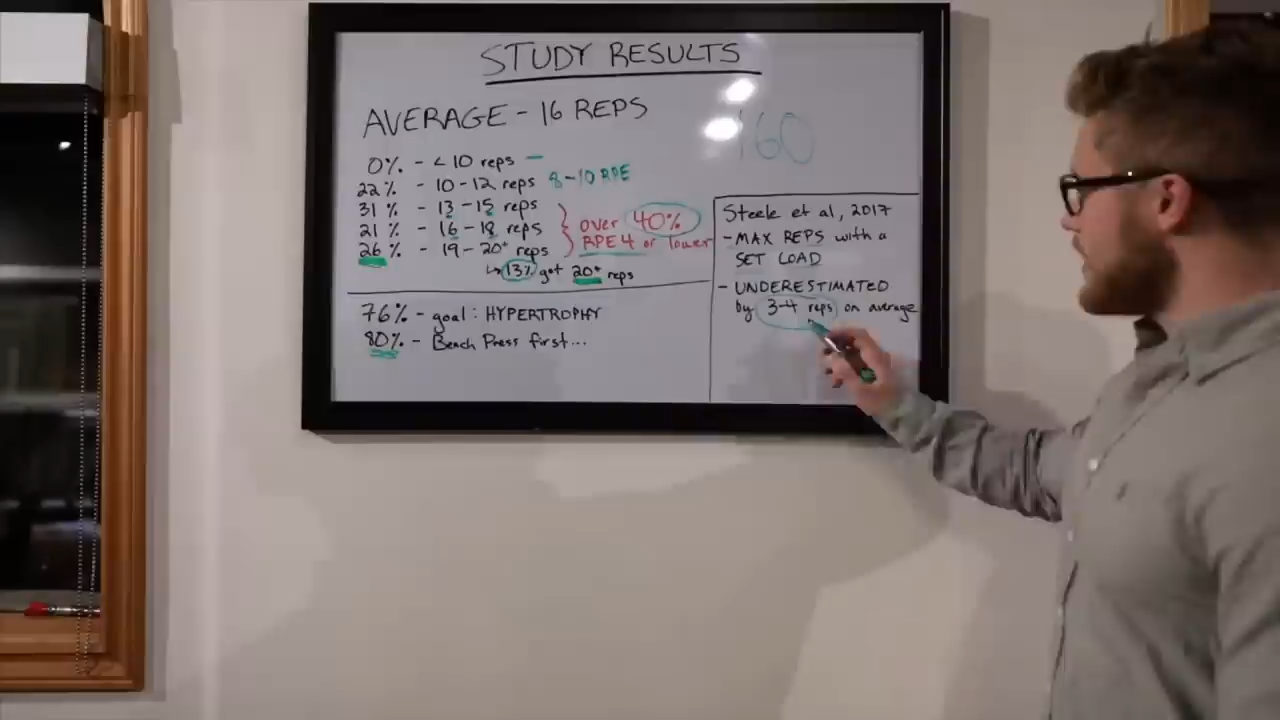 STUDY RESULTS
AVERAGE - 16 REPS
160
0% - < 10 reps -
22% - 10-12 reps 8-10 RPE
31% - 13-15 reps
21% - 16-18 reps
26% - 19-20+ reps
over 40%
RPE 4 or lower
↳ 13% got 20+ reps
76% - goal: HYPERTROPHY
80% - Bench Press first...
Steele et al, 2017
- MAX REPS with a
SET LOAD
- UNDERESTIMATED
by 3-4 reps on average